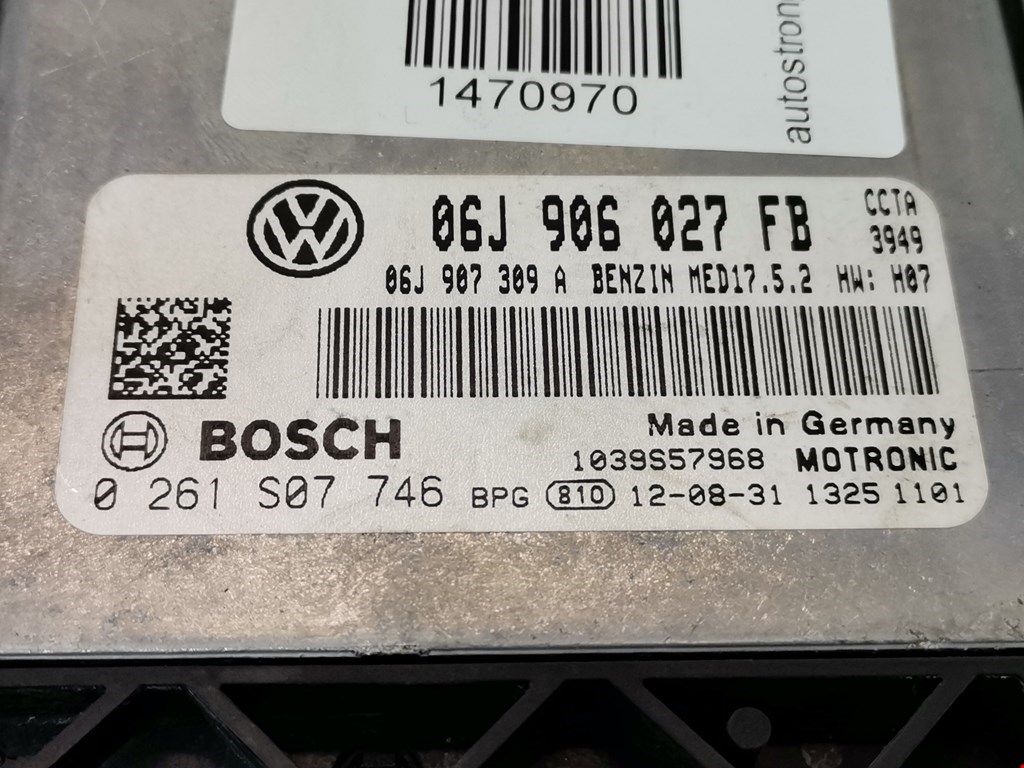 1470970
autostron
06J 906 027 FB
CCTA
3949
06J 907 309 A BENZIN MED17.5.2 HW: H07
BOSCH
Made in Germany
1039S57968 MOTRONIC
0 261 S07 746 BPG 810 12-08-31 1325 1101